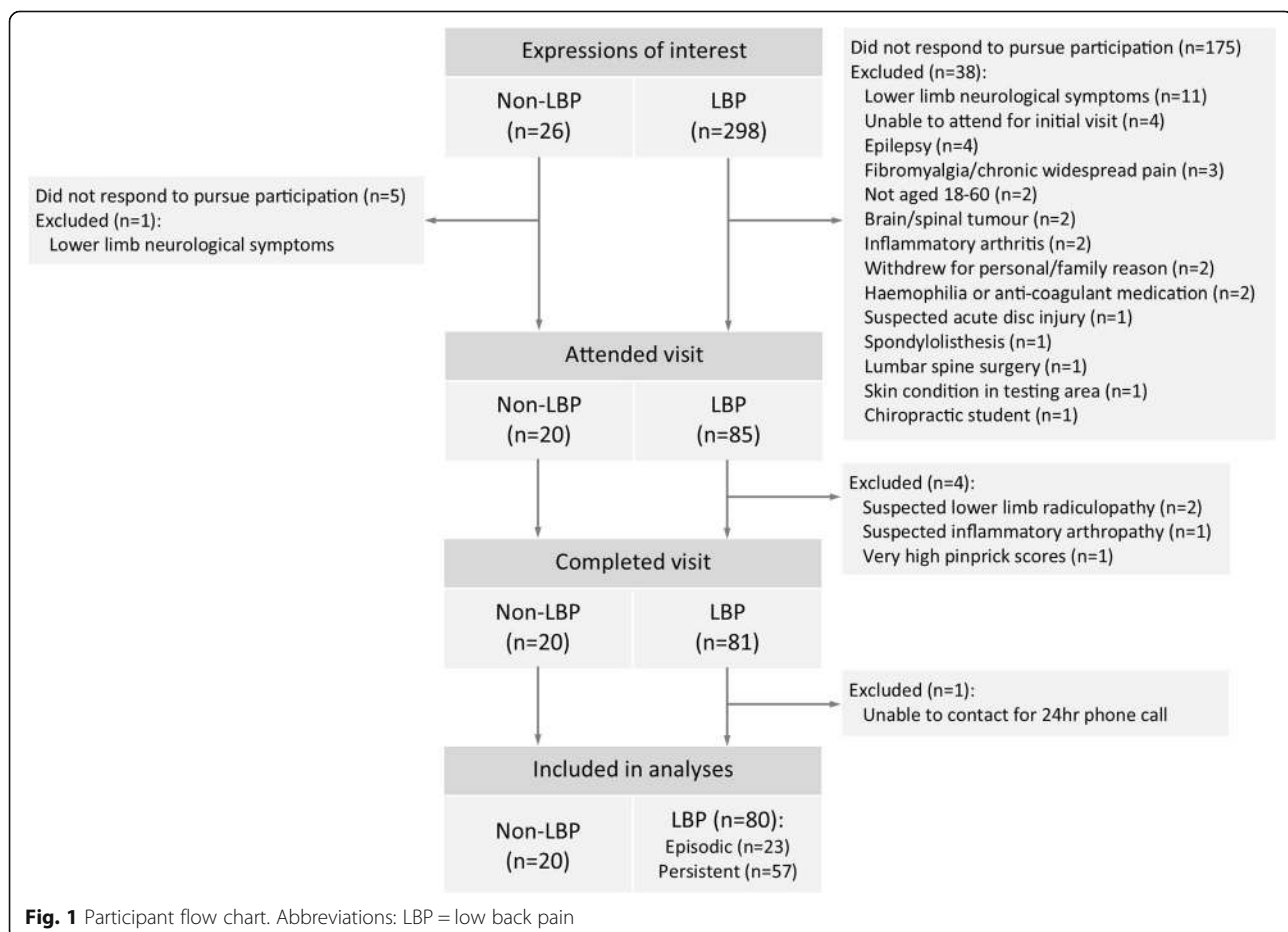 Expressions of interest
Non-LBP
(n=26)
LBP
(n=298)
Did not respond to pursue participation (n=175)
Excluded (n=38):
Lower limb neurological symptoms (n=11)
Unable to attend for initial visit (n=4)
Epilepsy (n=4)
Fibromyalgia/chronic widespread pain (n=3)
Not aged 18-60 (n=2)
Brain/spinal tumour (n=2)
Inflammatory arthritis (n=2)
Withdrew for personal/family reason (n=2)
Haemophilia or anti-coagulant medication (n=2)
Suspected acute disc injury (n=1)
Spondylolisthesis (n=1)
Lumbar spine surgery (n=1)
Skin condition in testing area (n=1)
Chiropractic student (n=1)
Did not respond to pursue participation (n=5)
Excluded (n=1):
Lower limb neurological symptoms
Attended visit
Non-LBP
(n=20)
LBP
(n=85)
Excluded (n=4):
Suspected lower limb radiculopathy (n=2)
Suspected inflammatory arthropathy (n=1)
Very high pinprick scores (n=1)
Completed visit
Non-LBP
(n=20)
LBP
(n=81)
Excluded (n=1):
Unable to contact for 24hr phone call
Included in analyses
Non-LBP
(n=20)
LBP (n=80):
Episodic (n=23)
Persistent (n=57)
Fig. 1 Participant flow chart. Abbreviations: LBP = low back pain